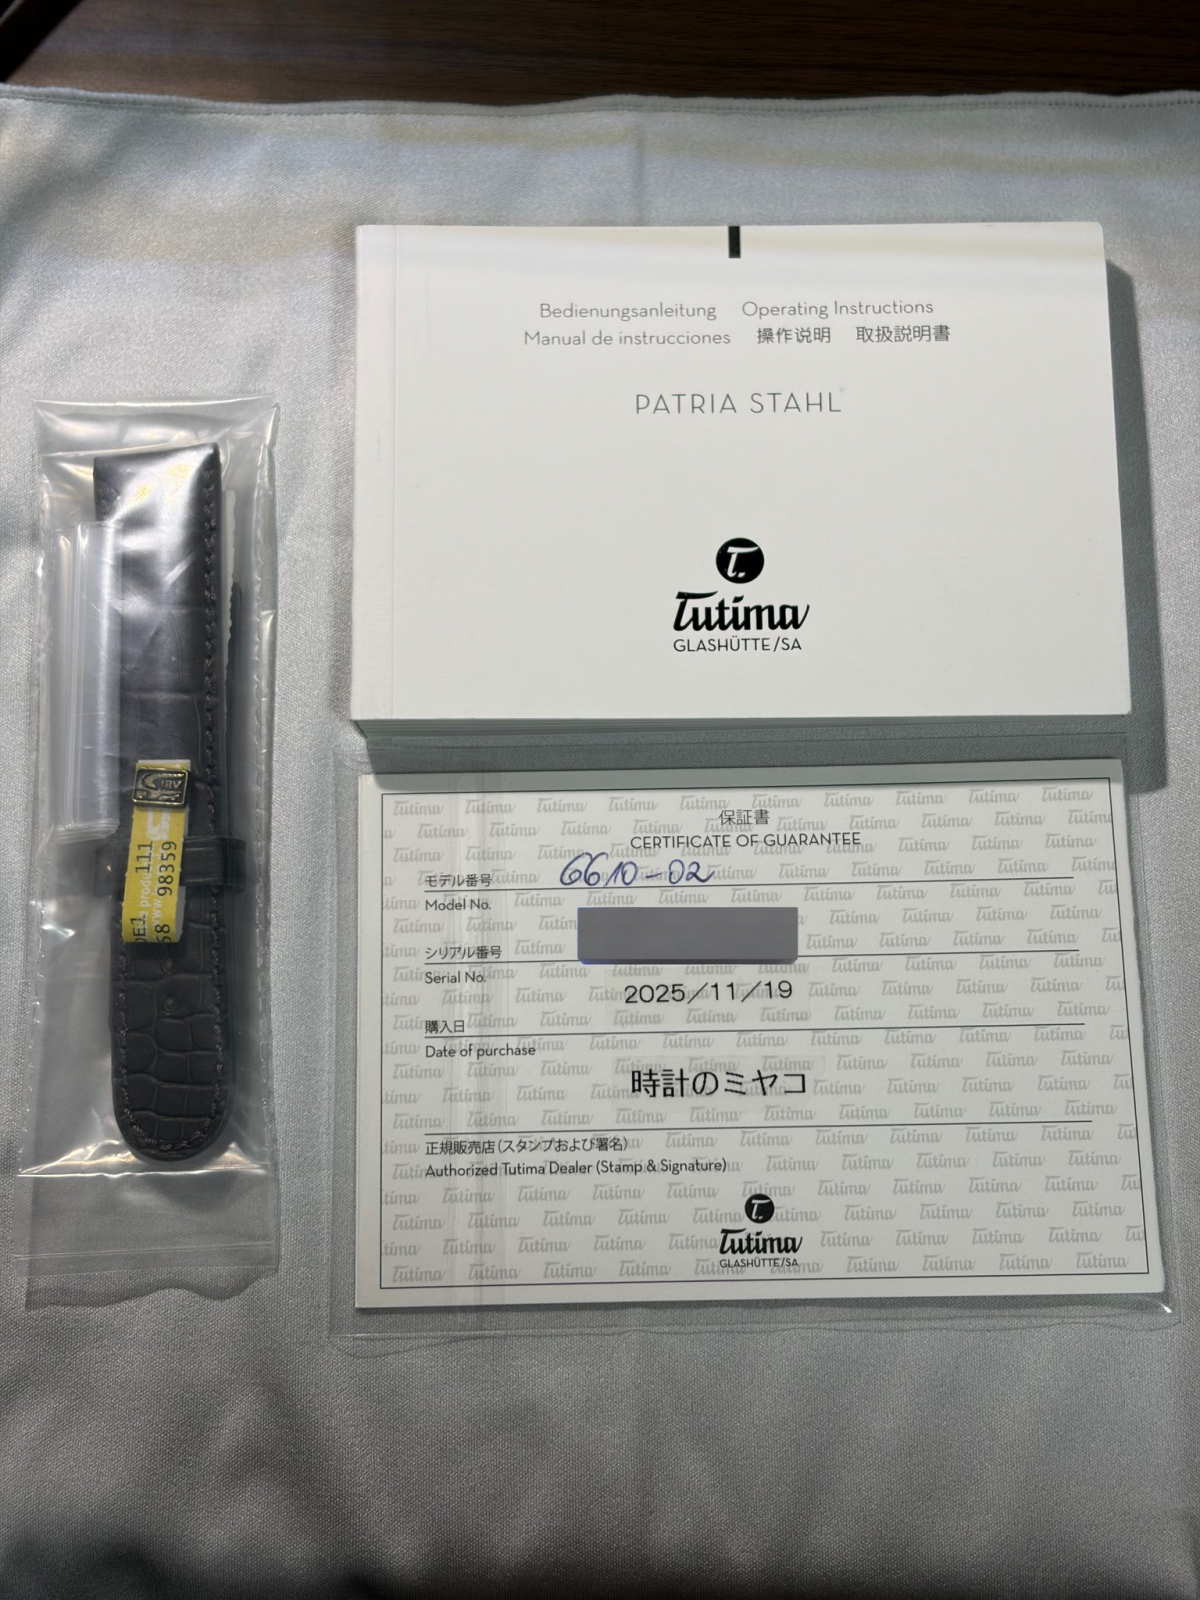 Bedienungsanleitung Operating Instructions
Manual de instrucciones 操作说明 取扱説明書
PATRIA STAHL
T.
Tutima
GLASHÜTTE/SA
保証書
CERTIFICATE OF GUARANTEE
モデル番号 6610-02
Model No.
シリアル番号
Serial No.
2025/11/19
購入日
Date of purchase
時計のミヤコ
正規販売店(スタンプおよび署名)
Authorized Tutima Dealer (Stamp & Signature)
T.
Tutima
GLASHÜTTE/SA
111
98359